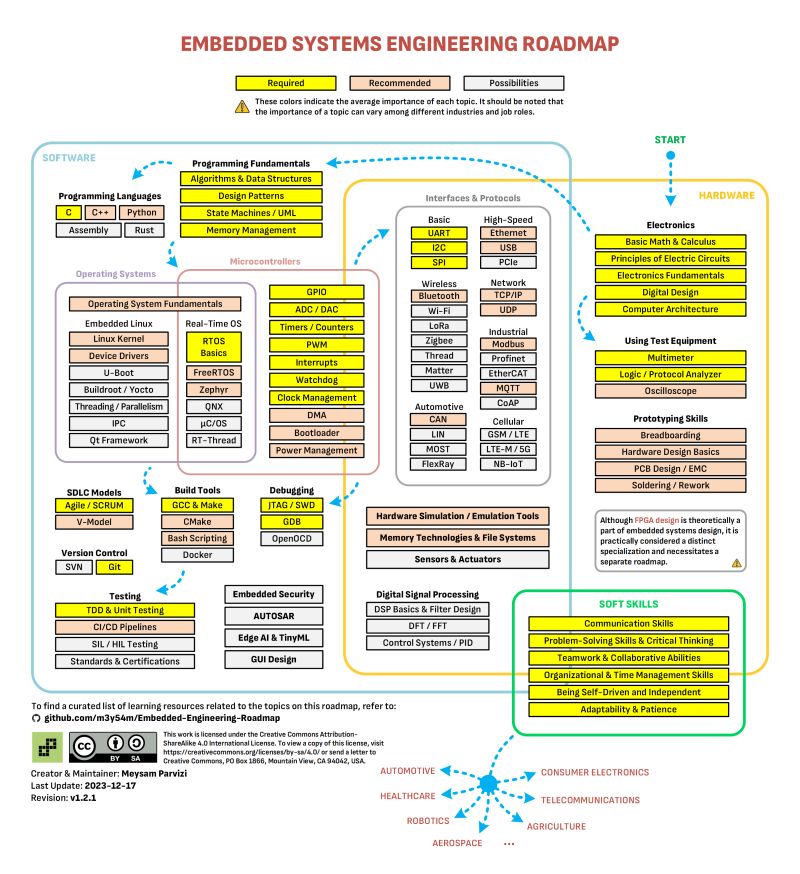 EMBEDDED SYSTEMS ENGINEERING ROADMAP
Required
Recommended
Possibilities
These colors indicate the average importance of each topic. It should be noted that
the importance of a topic can vary among different industries and job roles.
START
SOFTWARE
HARDWARE
Programming Fundamentals
Algorithms & Data Structures
Design Patterns
State Machines / UML
Memory Management
Programming Languages
C
C++
Python
Assembly
Rust
Operating Systems
Operating System Fundamentals
Embedded Linux
Linux Kernel
Device Drivers
U-Boot
Buildroot / Yocto
Threading / Parallelism
IPC
Qt Framework
Real-Time OS
RTOS
Basics
FreeRTOS
Zephyr
QNX
µC/OS
RT-Thread
Microcontrollers
GPIO
ADC / DAC
Timers / Counters
PWM
Interrupts
Watchdog
Clock Management
DMA
Bootloader
Power Management
Interfaces & Protocols
Basic
UART
I2C
SPI
High-Speed
Ethernet
USB
PCIe
Wireless
Bluetooth
Wi-Fi
LoRa
Zigbee
Thread
Matter
UWB
Network
TCP/IP
UDP
Industrial
Modbus
Profinet
EtherCAT
MQTT
CoAP
Automotive
CAN
LIN
MOST
FlexRay
Cellular
GSM / LTE
LTE-M / 5G
NB-IoT
Electronics
Basic Math & Calculus
Principles of Electric Circuits
Electronics Fundamentals
Digital Design
Computer Architecture
Using Test Equipment
Multimeter
Logic / Protocol Analyzer
Oscilloscope
Prototyping Skills
Breadboarding
Hardware Design Basics
PCB Design / EMC
Soldering / Rework
Although FPGA design is theoretically a
part of embedded systems design, it is
practically considered a distinct
specialization and necessitates a
separate roadmap.
SDLC Models
Agile / SCRUM
V-Model
Version Control
SVN
Git
Build Tools
GCC & Make
CMake
Bash Scripting
Docker
Debugging
JTAG / SWD
GDB
OpenOCD
Testing
TDD & Unit Testing
CI/CD Pipelines
SIL / HIL Testing
Standards & Certifications
Embedded Security
AUTOSAR
Edge AI & TinyML
GUI Design
Hardware Simulation / Emulation Tools
Memory Technologies & File Systems
Sensors & Actuators
Digital Signal Processing
DSP Basics & Filter Design
DFT / FFT
Control Systems / PID
SOFT SKILLS
Communication Skills
Problem-Solving Skills & Critical Thinking
Teamwork & Collaborative Abilities
Organizational & Time Management Skills
Being Self-Driven and Independent
Adaptability & Patience
To find a curated list of learning resources related to the topics on this roadmap, refer to:
github.com/m3y54m/Embedded-Engineering-Roadmap
cc
BY SA
This work is licensed under the Creative Commons Attribution-
ShareAlike 4.0 International License. To view a copy of this license, visit
https://creativecommons.org/licenses/by-sa/4.0/ or send a letter to
Creative Commons, PO Box 1866, Mountain View, CA 94042, USA.
Creator & Maintainer: Meysam Parvizi
Last Update: 2023-12-17
Revision: v1.2.1
AUTOMOTIVE
HEALTHCARE
ROBOTICS
AEROSPACE
...
AGRICULTURE
TELECOMMUNICATIONS
CONSUMER ELECTRONICS